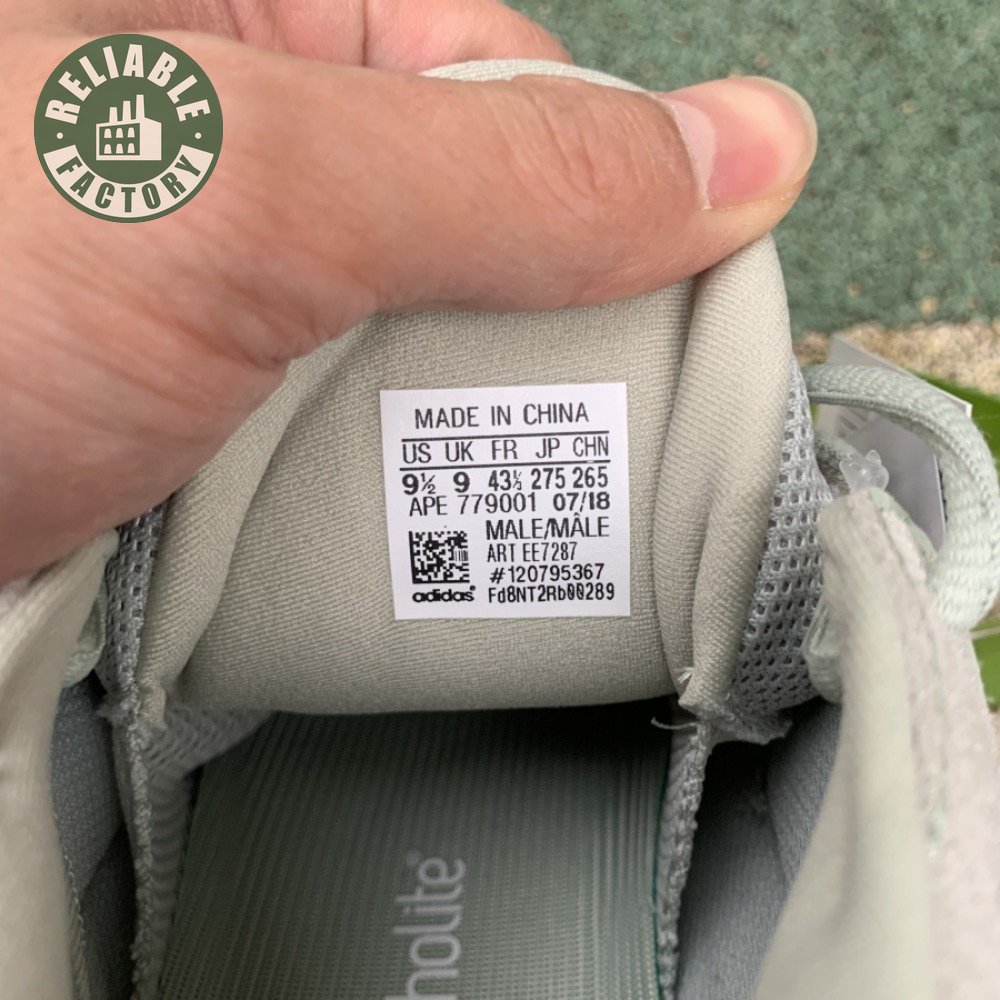 RELIABLE
FACTORY
MADE IN CHINA
US UK FR JP CHN
9½ 9 43⅓ 275 265
APE 779001 07/18
MALE/MÂLE
ART EE7287
#120795367
adidas Fd8NT2Rb00289
holite